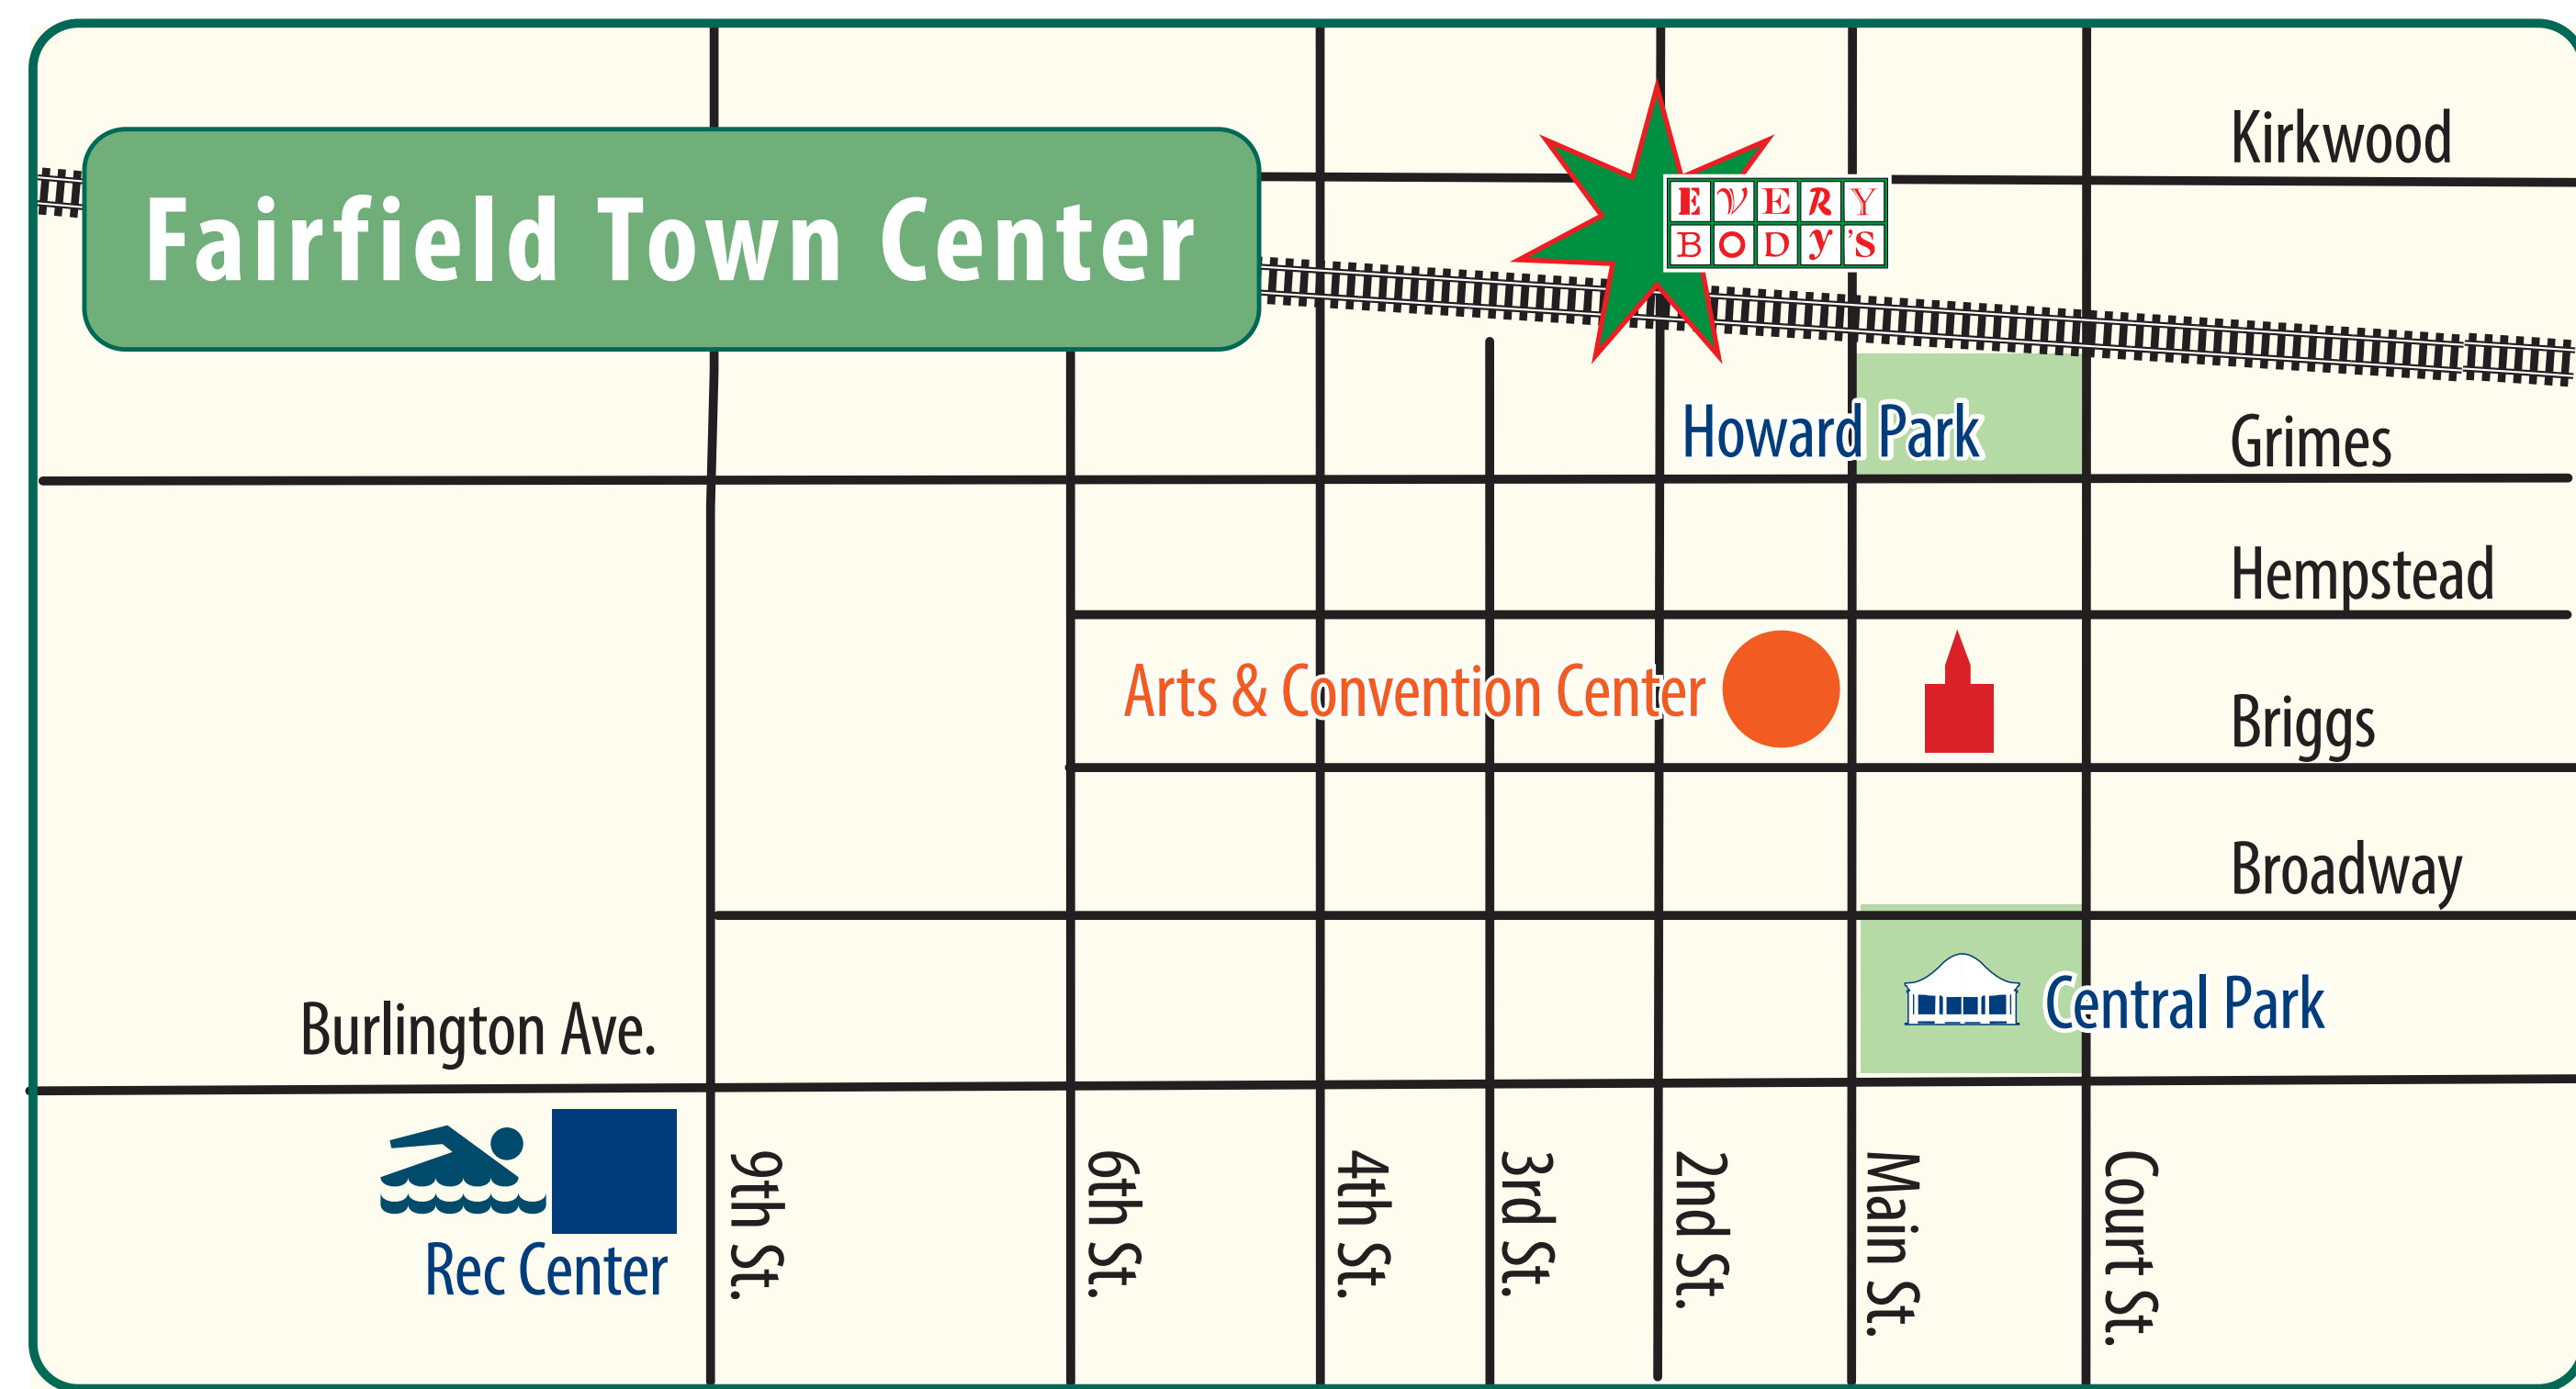 Kirkwood
Fairfield Town Center
EVERY
BODY'S
Howard Park
Grimes
Hempstead
Arts & Convention Center
Briggs
Broadway
Central Park
Burlington Ave.
Rec Center
9th St.
6th St.
4th St.
3rd St.
2nd St.
Main St.
Court St.